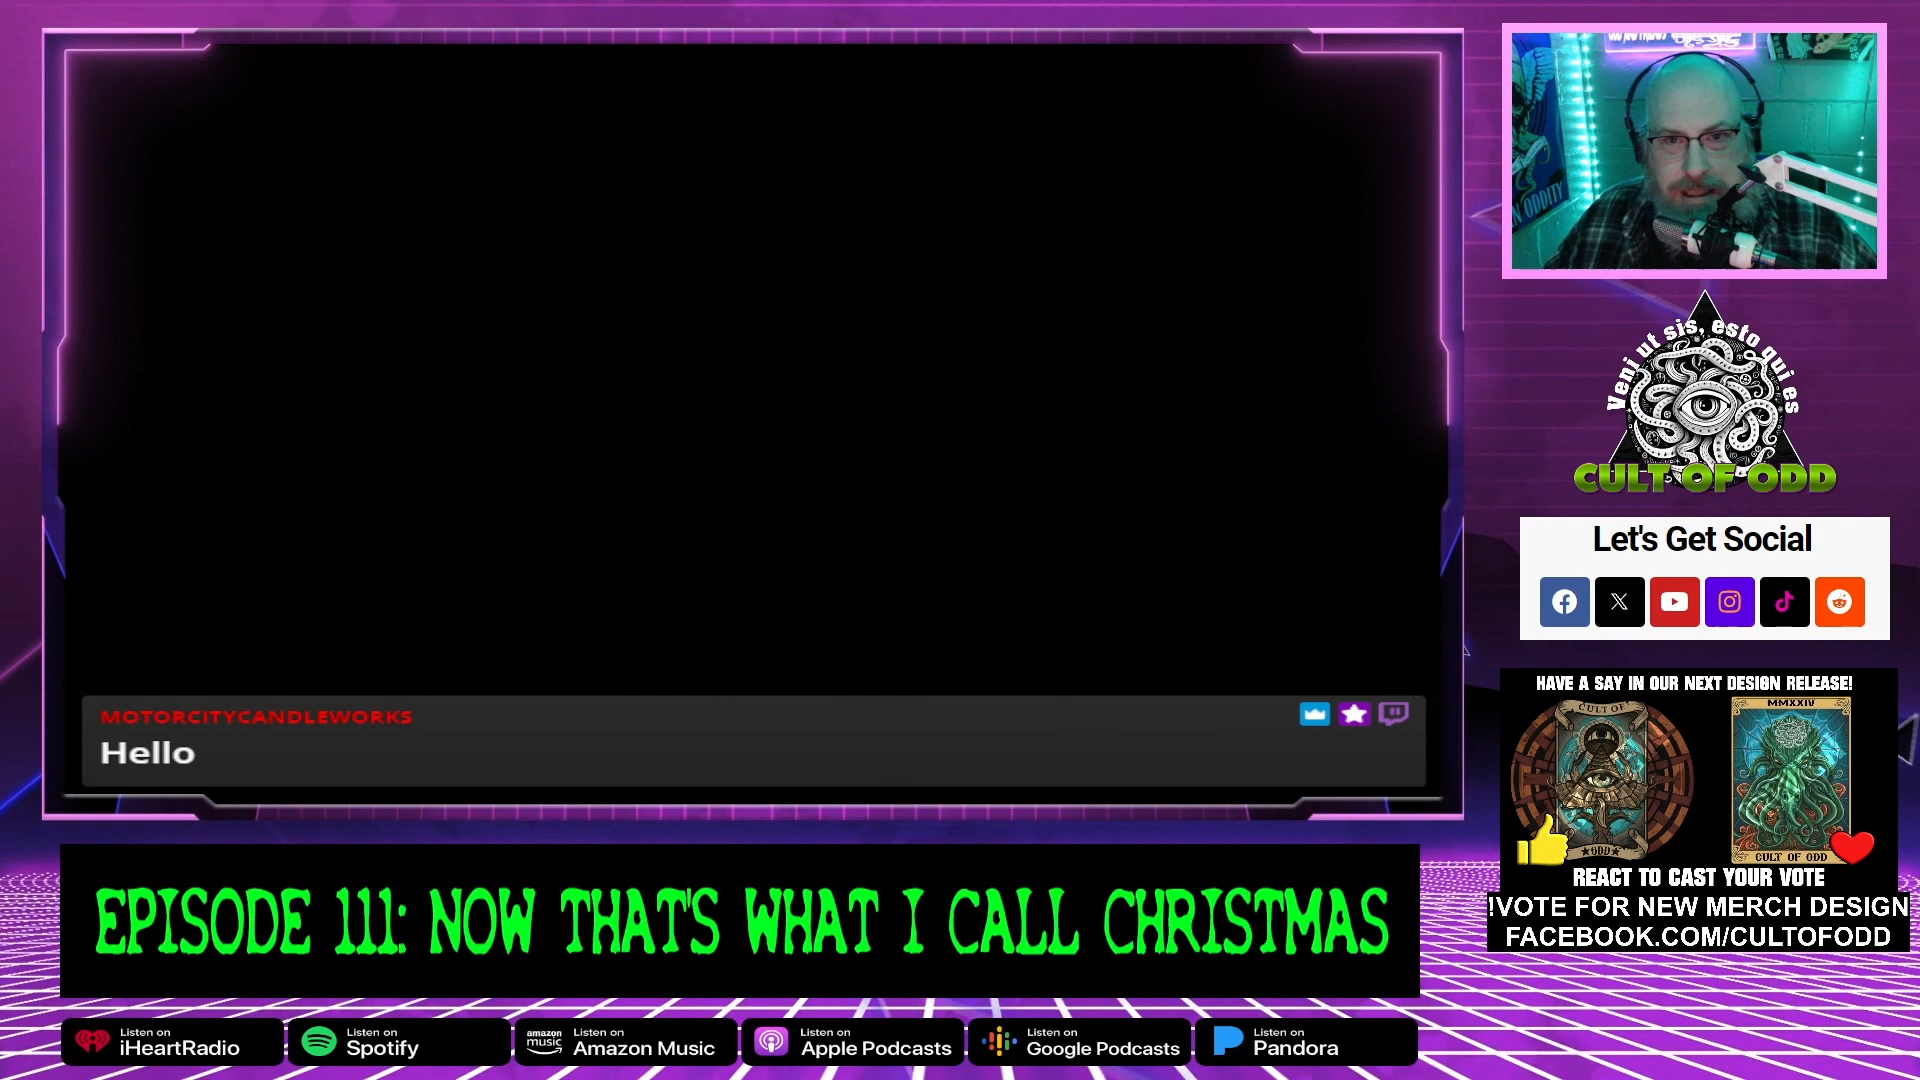 Veni ut sis, esto qui es
CULT OF ODD
Let's Get Social
MOTORCITYCANDLEWORKS
Hello
HAVE A SAY IN OUR NEXT DESIGN RELEASE!
CULT OF
ODD
MMXXIV
CULT OF ODD
REACT TO CAST YOUR VOTE
!VOTE FOR NEW MERCH DESIGN
FACEBOOK.COM/CULTOFODD
EPISODE 111: NOW THAT'S WHAT I CALL CHRISTMAS
Listen on
iHeartRadio
Listen on
Spotify
amazon
music
Listen on
Amazon Music
Listen on
Apple Podcasts
Listen on
Google Podcasts
Listen on
Pandora